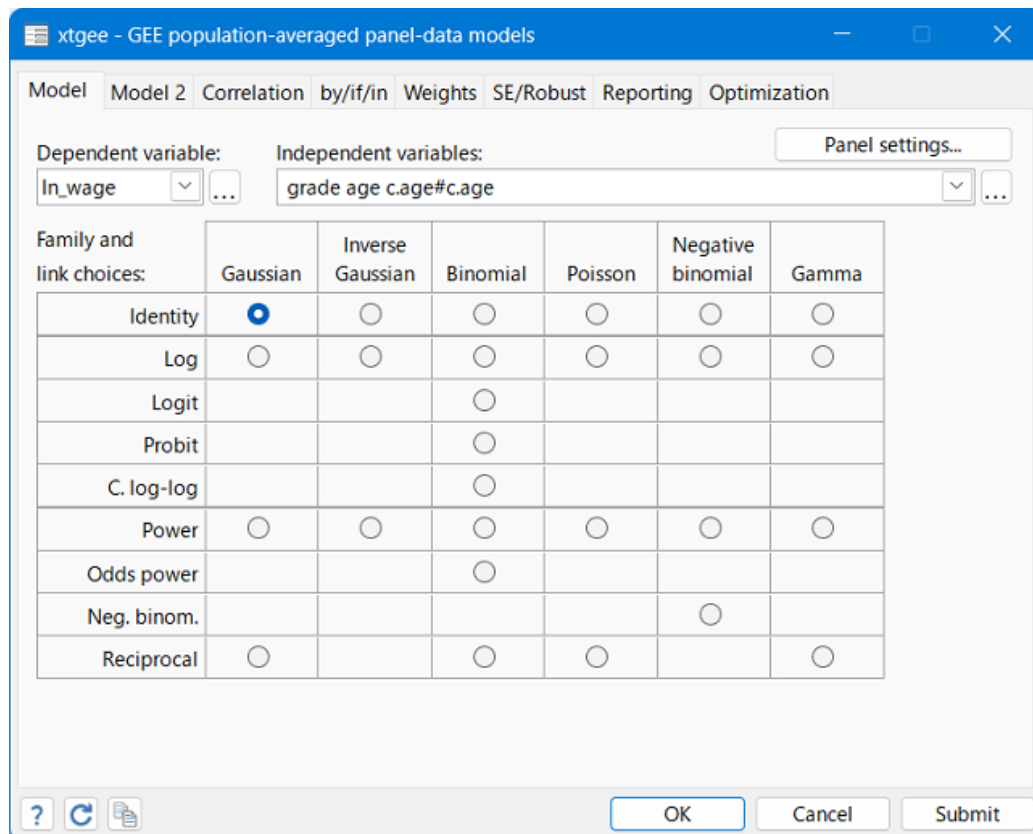 xtgee - GEE population-averaged panel-data models
Model Model 2 Correlation by/if/in Weights SE/Robust Reporting Optimization
Panel settings...
Dependent variable: Independent variables:
ln_wage ... grade age c.age#c.age ...
Family and link choices: Gaussian Inverse Gaussian Binomial Poisson Negative binomial Gamma
Identity
Log
Logit
Probit
C. log-log
Power
Odds power
Neg. binom.
Reciprocal
? OK Cancel Submit